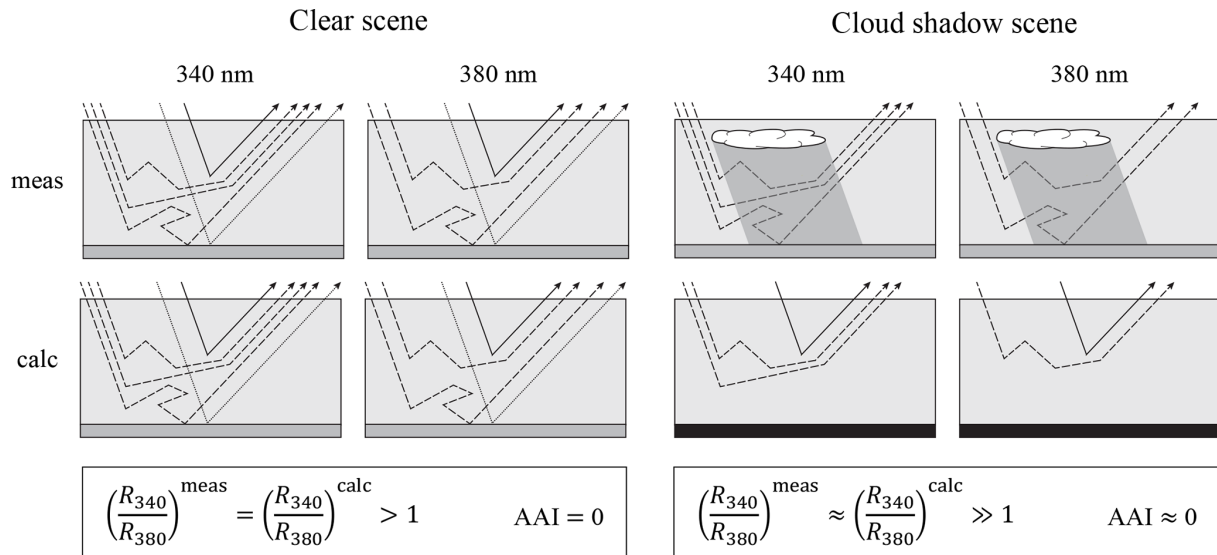 Clear scene
Cloud shadow scene
340 nm
380 nm
340 nm
380 nm
meas
calc
(R₃₄₀/R₃₈₀)^meas = (R₃₄₀/R₃₈₀)^calc > 1 AAI = 0
(R₃₄₀/R₃₈₀)^meas ≈ (R₃₄₀/R₃₈₀)^calc ≫ 1 AAI ≈ 0